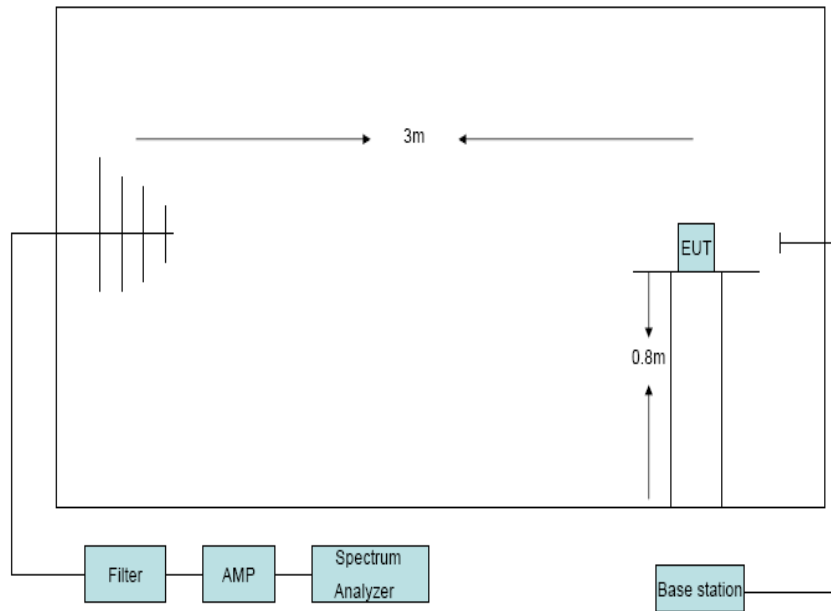 3m
EUT
0.8m
Filter
AMP
Spectrum
Analyzer
Base station